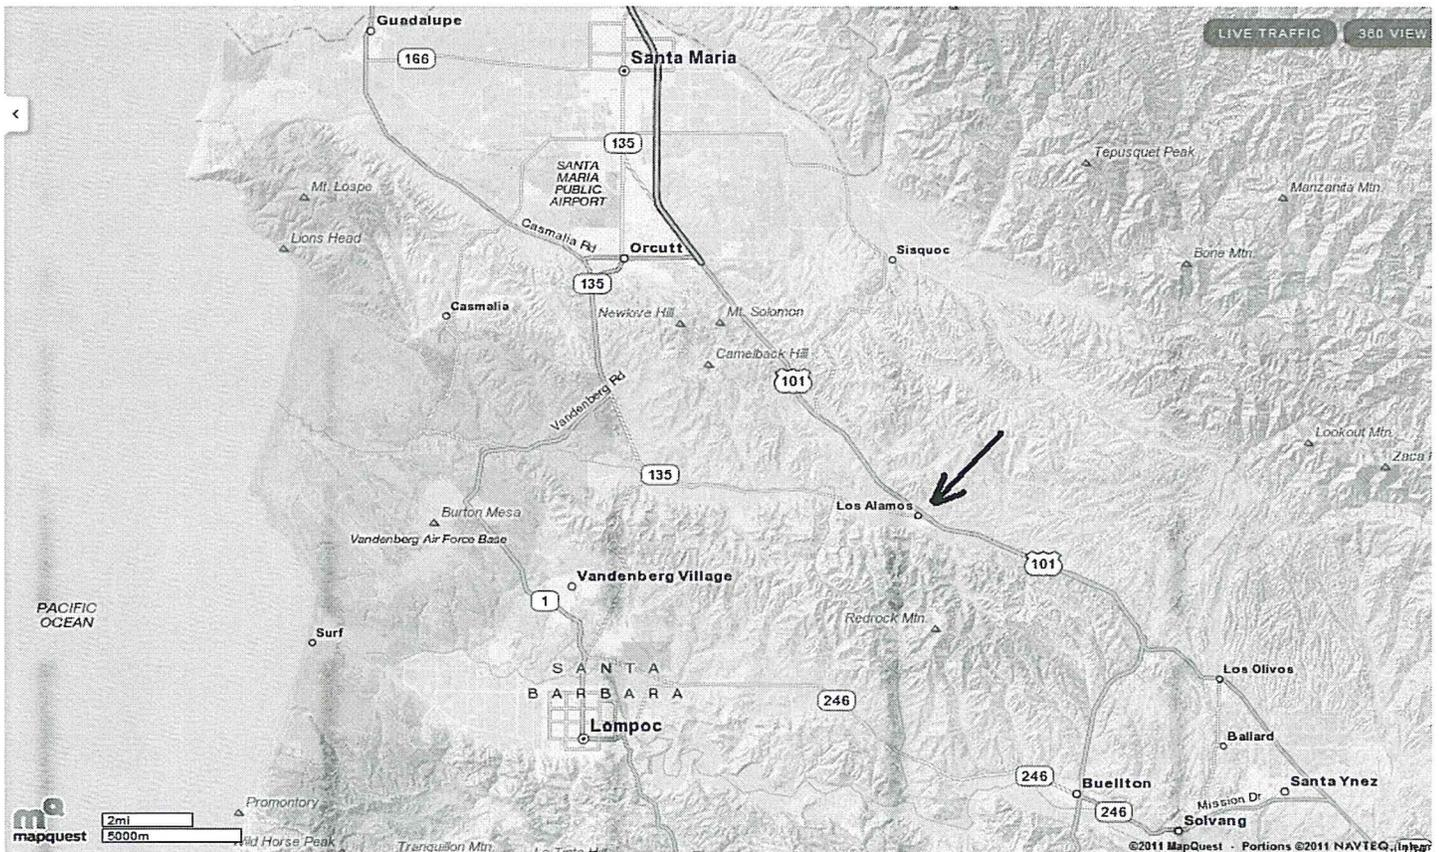 Guadalupe
LIVE TRAFFIC
360 VIEW
166
Santa Maria
<
135
Tepusquet Peak
SANTA
MARIA
PUBLIC
AIRPORT
Mt. Lospe
Manzanita Mtn.
Casmalia Rd
Lions Head
Orcutt
Sisquoc
Bone Mtn.
135
Casmalia
Newlove Hill
Mt. Solomon
Camelback Hill
101
Vandenberg Rd
Lookout Mtn.
Zaca
135
Los Alamos
Burton Mesa
Vandenberg Air Force Base
101
Vandenberg Village
1
PACIFIC
OCEAN
Redrock Mtn.
Surf
SANTA
BARBARA
Los Olivos
246
Lompoc
Ballard
246
Buellton
Santa Ynez
Mission Dr
246
Solvang
Promontory
mq
mapquest
2mi
5000m
Wild Horse Peak
Tranquillon Mtn.
©2011 MapQuest - Portions ©2011 NAVTEQ,